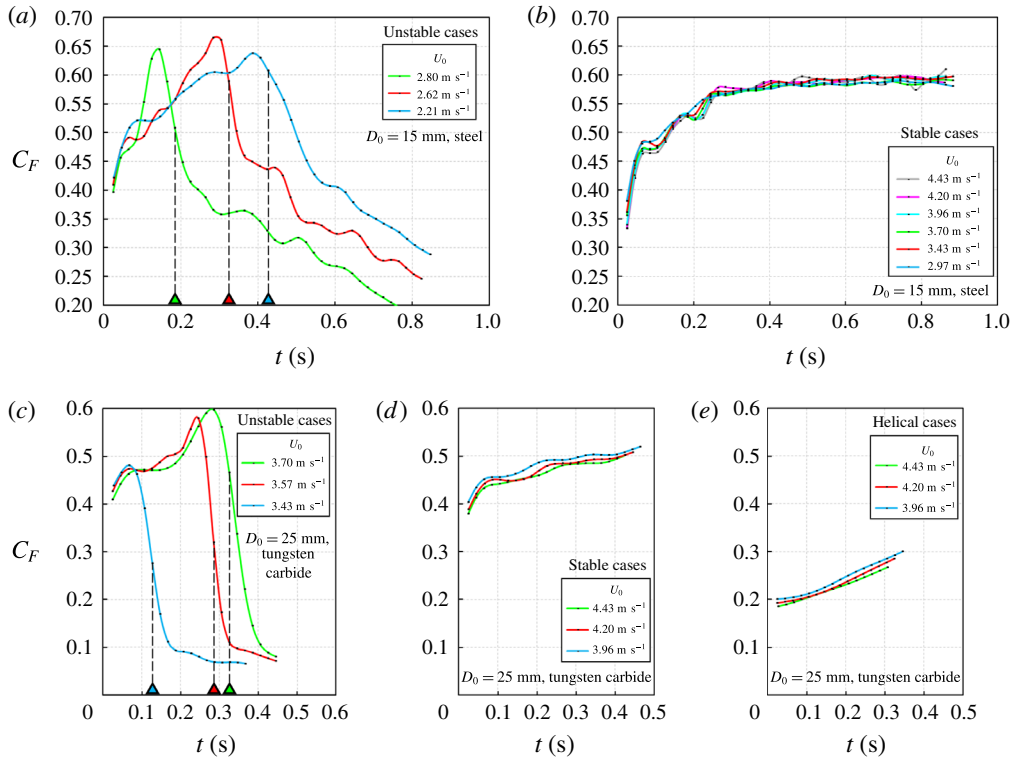 (a)
0.70
0.65
0.60
0.55
0.50
0.45
0.40
0.35
0.30
0.25
0.20
C_F
Unstable cases
U_0
2.80 m s⁻¹
2.62 m s⁻¹
2.21 m s⁻¹
D_0 = 15 mm, steel
0 0.2 0.4 0.6 0.8 1.0
t (s)
(b)
0.70
0.65
0.60
0.55
0.50
0.45
0.40
0.35
0.30
0.25
0.20
Stable cases
U_0
4.43 m s⁻¹
4.20 m s⁻¹
3.96 m s⁻¹
3.70 m s⁻¹
3.43 m s⁻¹
2.97 m s⁻¹
D_0 = 15 mm, steel
0 0.2 0.4 0.6 0.8 1.0
t (s)
(c)
0.6
0.5
0.4
0.3
0.2
0.1
C_F
Unstable cases
U_0
3.70 m s⁻¹
3.57 m s⁻¹
3.43 m s⁻¹
D_0 = 25 mm,
tungsten
carbide
0 0.1 0.2 0.3 0.4 0.5 0.6
t (s)
(d)
0.6
0.5
0.4
0.3
0.2
0.1
Stable cases
U_0
4.43 m s⁻¹
4.20 m s⁻¹
3.96 m s⁻¹
D_0 = 25 mm, tungsten carbide
0 0.1 0.2 0.3 0.4 0.5
t (s)
(e)
0.6
0.5
0.4
0.3
0.2
0.1
Helical cases
U_0
4.43 m s⁻¹
4.20 m s⁻¹
3.96 m s⁻¹
D_0 = 25 mm, tungsten carbide
0 0.1 0.2 0.3 0.4 0.5
t (s)